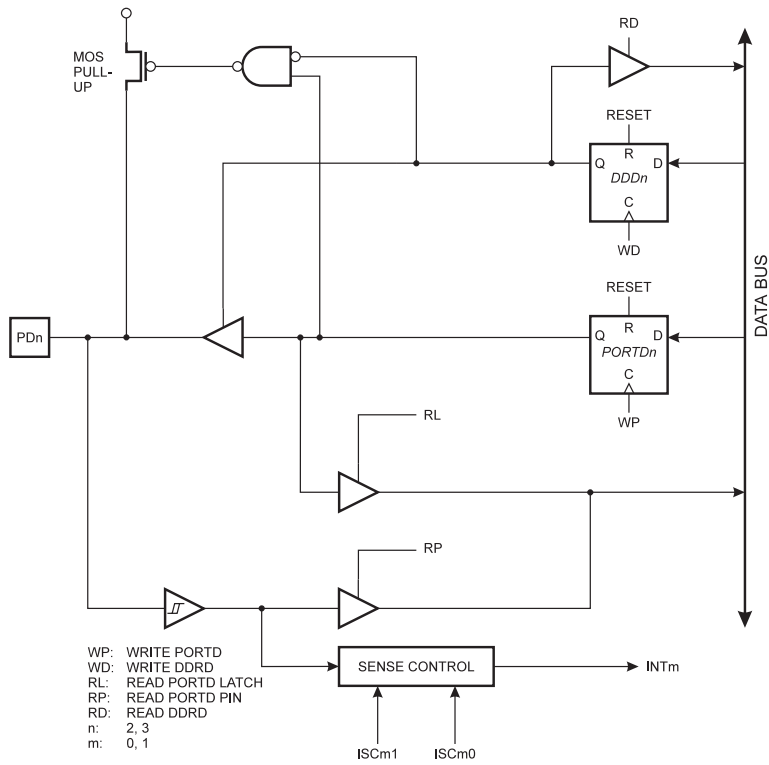 RD
MOS
PULL-
UP
RESET
R
Q
D
DDDn
C
WD
DATA BUS
RESET
R
PDn
Q
D
PORTDn
C
WP
RL
RP
WP: WRITE PORTD
WD: WRITE DDRD
RL: READ PORTD LATCH
RP: READ PORTD PIN
RD: READ DDRD
n: 2, 3
m: 0, 1
SENSE CONTROL
INTm
ISCm1
ISCm0